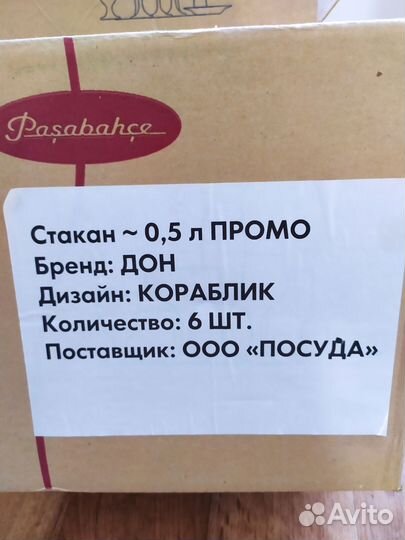 Paşabahçe
Стакан ~ 0,5 л ПРОМО
Бренд: ДОН
Дизайн: КОРАБЛИК
Количество: 6 ШТ.
Поставщик: ООО «ПОСУДА»
Avito